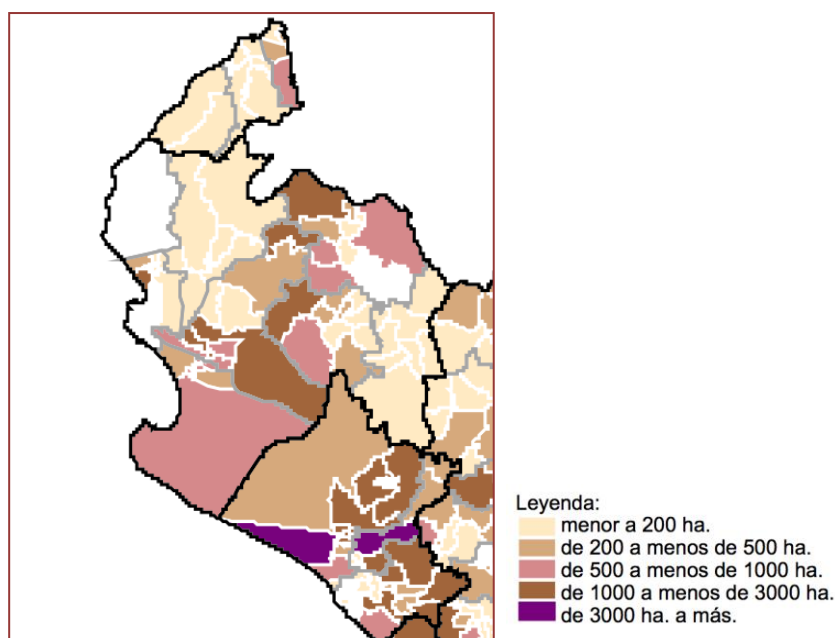 Leyenda:
menor a 200 ha.
de 200 a menos de 500 ha.
de 500 a menos de 1000 ha.
de 1000 a menos de 3000 ha.
de 3000 ha. a más.